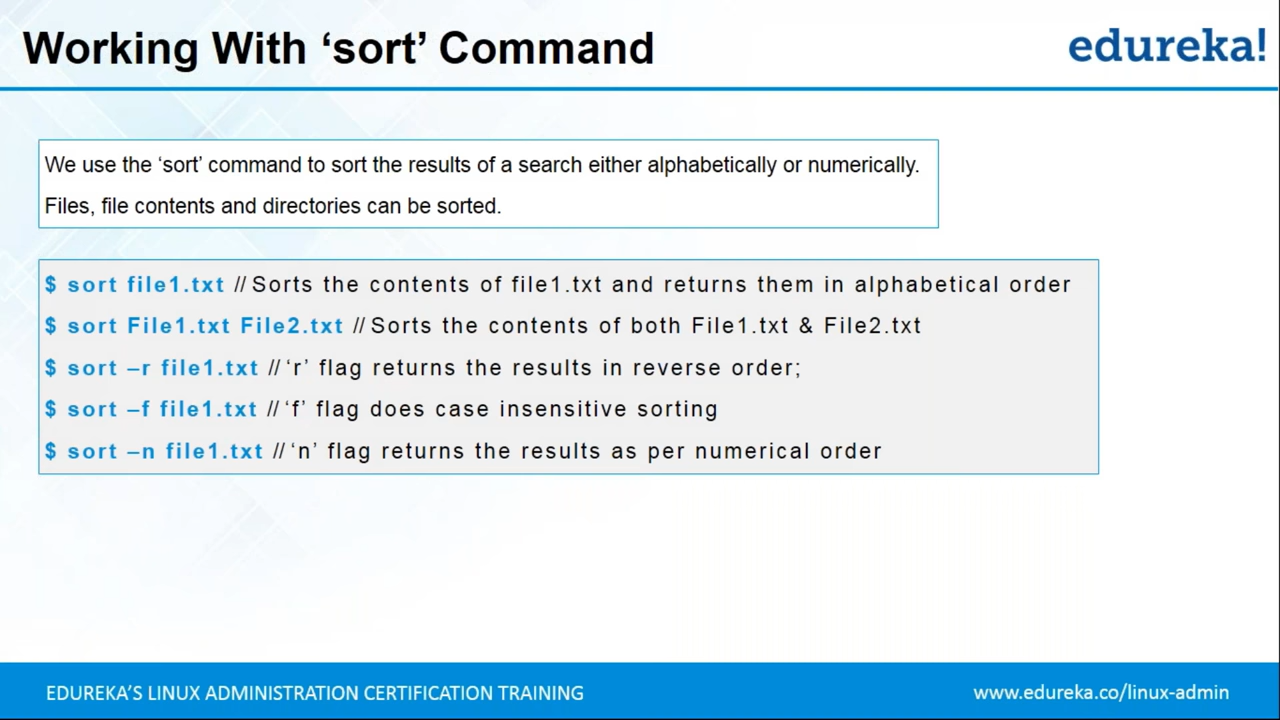 Working With ‘sort’ Command
edureka!
We use the ‘sort’ command to sort the results of a search either alphabetically or numerically.
Files, file contents and directories can be sorted.
$ sort file1.txt // Sorts the contents of file1.txt and returns them in alphabetical order
$ sort File1.txt File2.txt // Sorts the contents of both File1.txt & File2.txt
$ sort –r file1.txt // ‘r’ flag returns the results in reverse order;
$ sort –f file1.txt // ‘f’ flag does case insensitive sorting
$ sort –n file1.txt // ‘n’ flag returns the results as per numerical order
EDUREKA’S LINUX ADMINISTRATION CERTIFICATION TRAINING
www.edureka.co/linux-admin